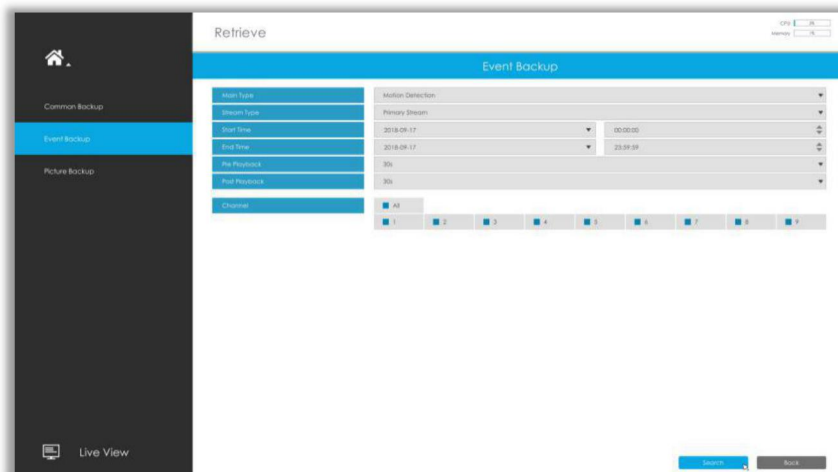 Retrieve
CPU
Memory
Event Backup
Common Backup
Event Backup
Picture Backup
Main Type Motion Detection
Stream Type Primary Stream
Start Time 2018-09-17 00:00:00
End Time 2018-09-17 23:59:59
Pre Playback 30s
Post Playback 30s
Channel All
1 2 3 4 5 6 7 8 9
Live View
Search Back